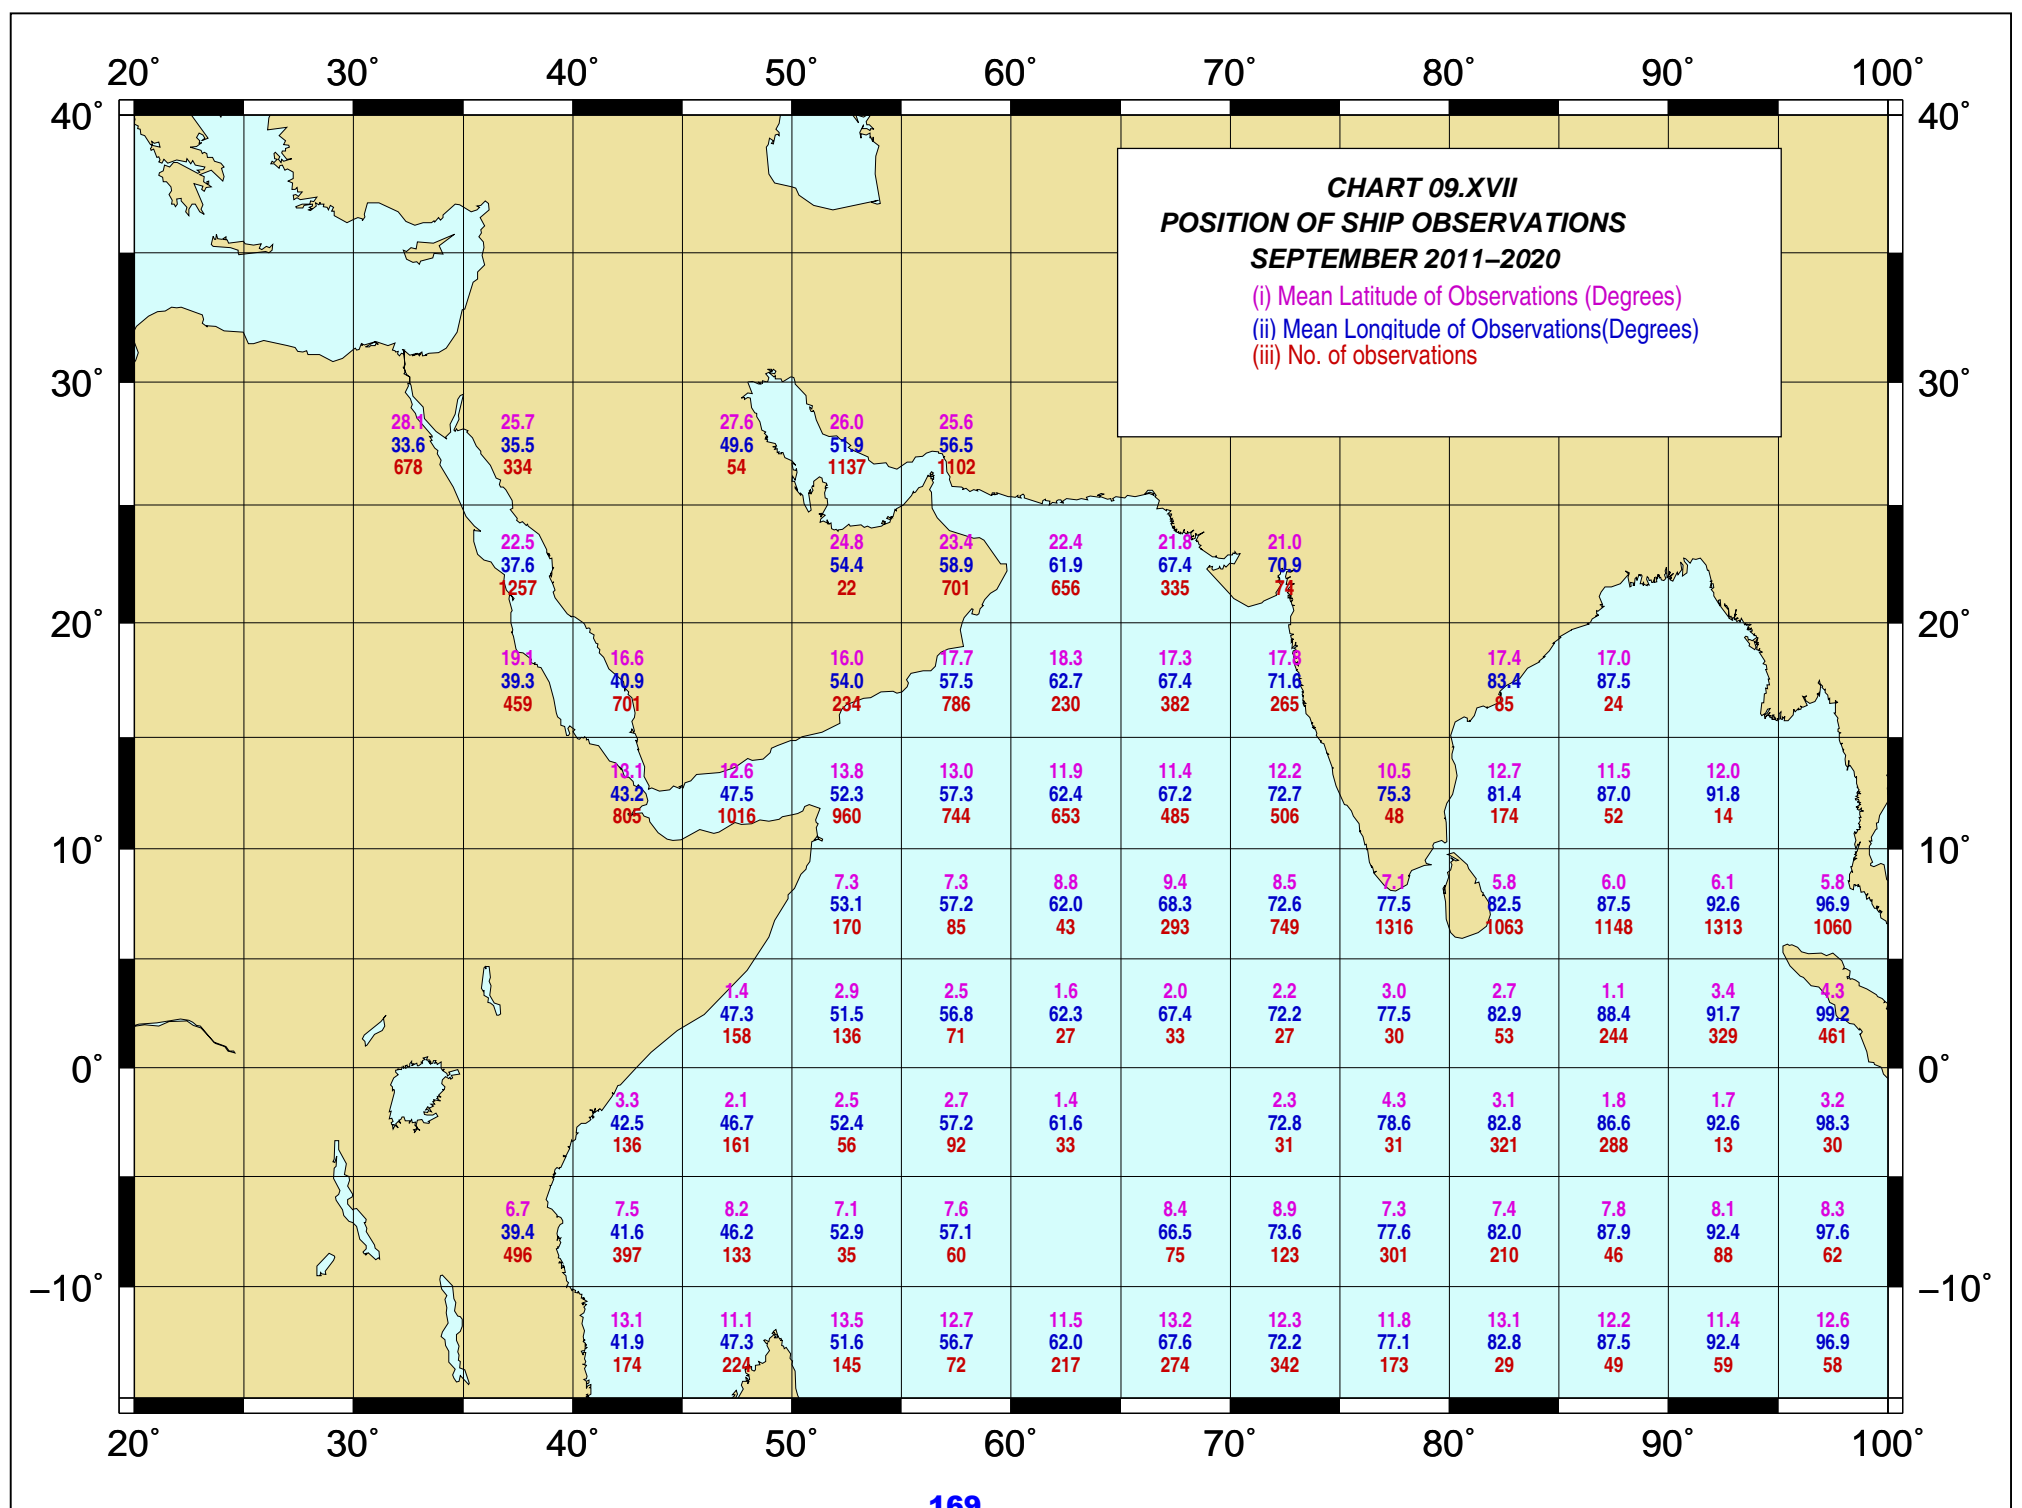 20° 30° 40° 50° 60° 70° 80° 90° 100°
40° 40°
CHART 09.XVII
POSITION OF SHIP OBSERVATIONS
SEPTEMBER 2011–2020
(i) Mean Latitude of Observations (Degrees)
(ii) Mean Longitude of Observations(Degrees)
(iii) No. of observations
30° 30°
28.1 25.7 27.6 26.0 25.6
33.6 35.5 49.6 51.9 56.5
678 334 54 1137 1102
22.5 24.8 23.4 22.4 21.8 21.0
37.6 54.4 58.9 61.9 67.4 70.9
1257 22 701 656 335 74
20° 20°
19.1 16.6 16.0 17.7 18.3 17.3 17.8 17.4 17.0
39.3 40.9 54.0 57.5 62.7 67.4 71.6 83.4 87.5
459 701 234 786 230 382 265 85 24
13.1 12.6 13.8 13.0 11.9 11.4 12.2 10.5 12.7 11.5 12.0
43.2 47.5 52.3 57.3 62.4 67.2 72.7 75.3 81.4 87.0 91.8
805 1016 960 744 653 485 506 48 174 52 14
10° 10°
7.3 7.3 8.8 9.4 8.5 7.1 5.8 6.0 6.1 5.8
53.1 57.2 62.0 68.3 72.6 77.5 82.5 87.5 92.6 96.9
170 85 43 293 749 1316 1063 1148 1313 1060
1.4 2.9 2.5 1.6 2.0 2.2 3.0 2.7 1.1 3.4 4.3
47.3 51.5 56.8 62.3 67.4 72.2 77.5 82.9 88.4 91.7 99.2
158 136 71 27 33 27 30 53 244 329 461
0° 0°
3.3 2.1 2.5 2.7 1.4 2.3 4.3 3.1 1.8 1.7 3.2
42.5 46.7 52.4 57.2 61.6 72.8 78.6 82.8 86.6 92.6 98.3
136 161 56 92 33 31 31 321 288 13 30
6.7 7.5 8.2 7.1 7.6 8.4 8.9 7.3 7.4 7.8 8.1 8.3
39.4 41.6 46.2 52.9 57.1 66.5 73.6 77.6 82.0 87.9 92.4 97.6
496 397 133 35 60 75 123 301 210 46 88 62
–10° –10°
13.1 11.1 13.5 12.7 11.5 13.2 12.3 11.8 13.1 12.2 11.4 12.6
41.9 47.3 51.6 56.7 62.0 67.6 72.2 77.1 82.8 87.5 92.4 96.9
174 224 145 72 217 274 342 173 29 49 59 58
20° 30° 40° 50° 60° 70° 80° 90° 100°
169